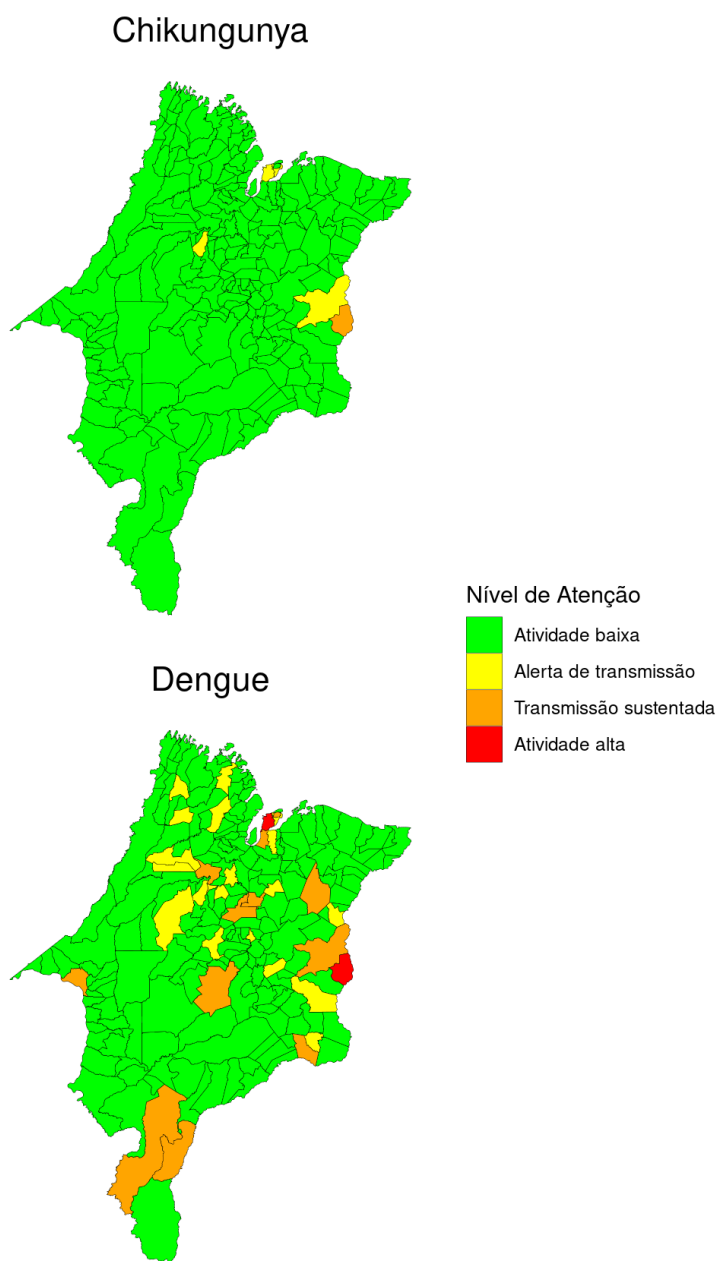 Chikungunya
Nível de Atenção
Atividade baixa
Alerta de transmissão
Transmissão sustentada
Atividade alta
Dengue